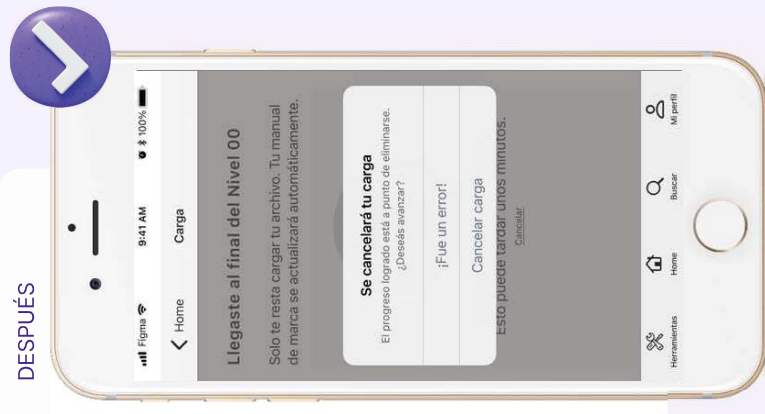 DESPUÉS
Figma 9:41 AM 100%
Home Carga
Llegaste al final del Nivel 00
Solo te resta cargar tu archivo. Tu manual
de marca se actualizará automáticamente.
Se cancelará tu carga
El progreso logrado está a punto de eliminarse.
¿Deseás avanzar?
¡Fue un error!
Cancelar carga
Esto puede tardar unos minutos.
Cancelar
Herramientas Home Buscar Mi perfil